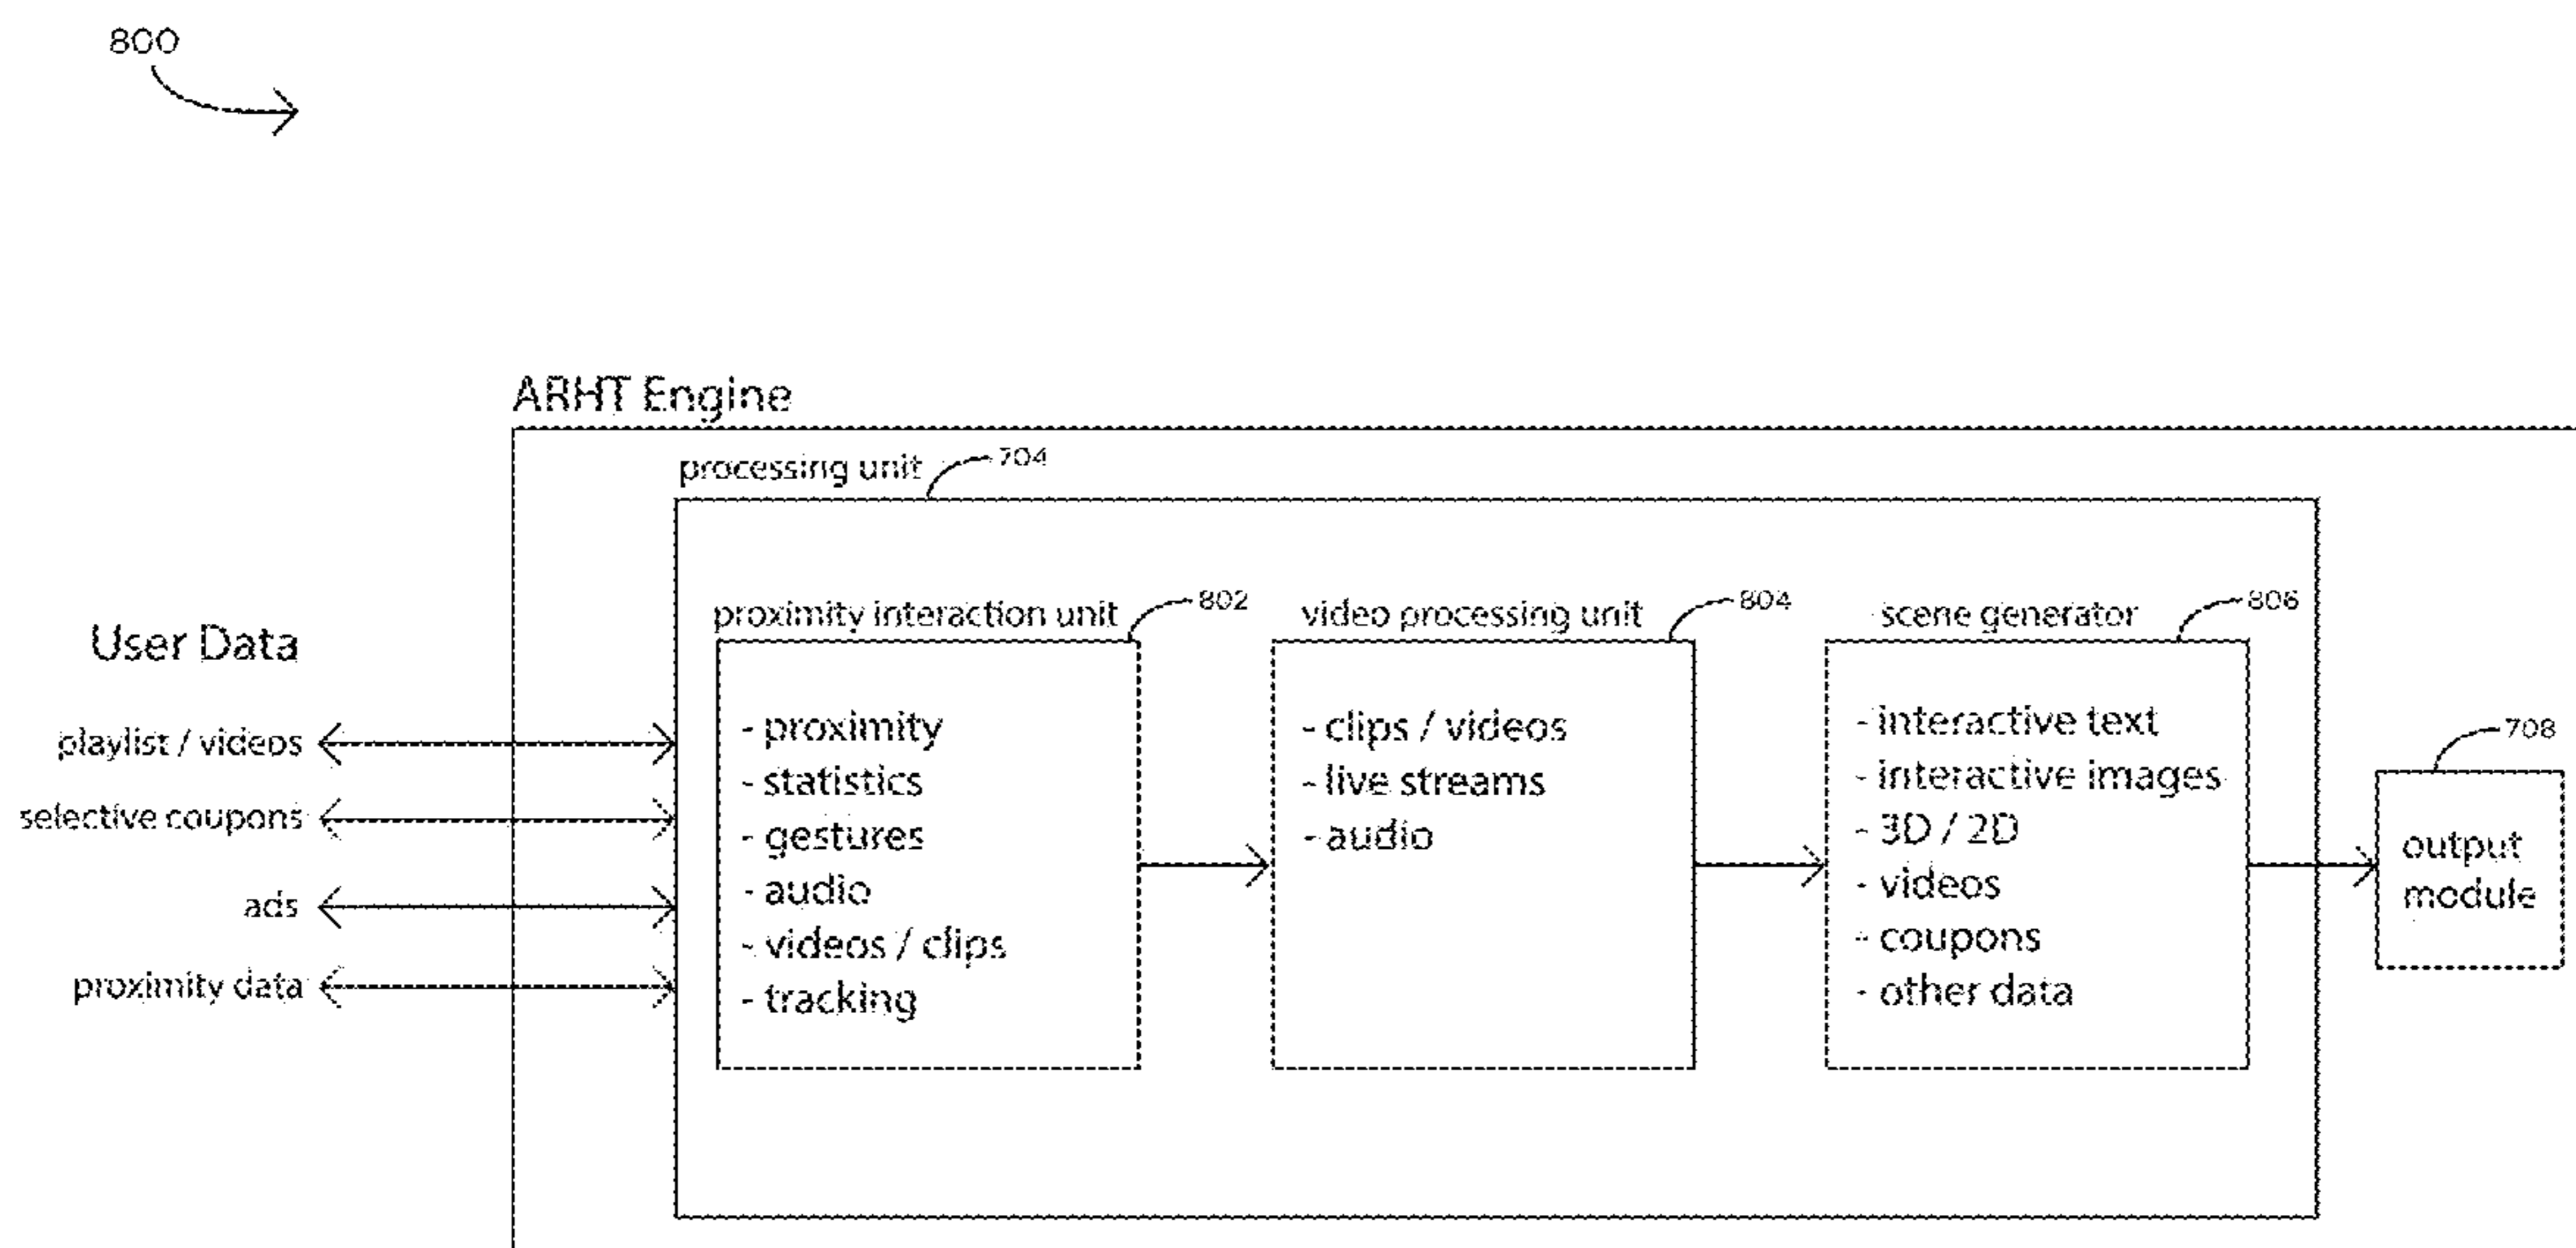 800
ARHT Engine
processing unit
704
User Data
playlist / videos
selective coupons
ads
proximity data
proximity interaction unit
802
- proximity
- statistics
- gestures
- audio
- videos / clips
- tracking
video processing unit
804
- clips / videos
- live streams
- audio
scene generator
806
- interactive text
- interactive images
- 3D / 2D
- videos
- coupons
- other data
708
output
module